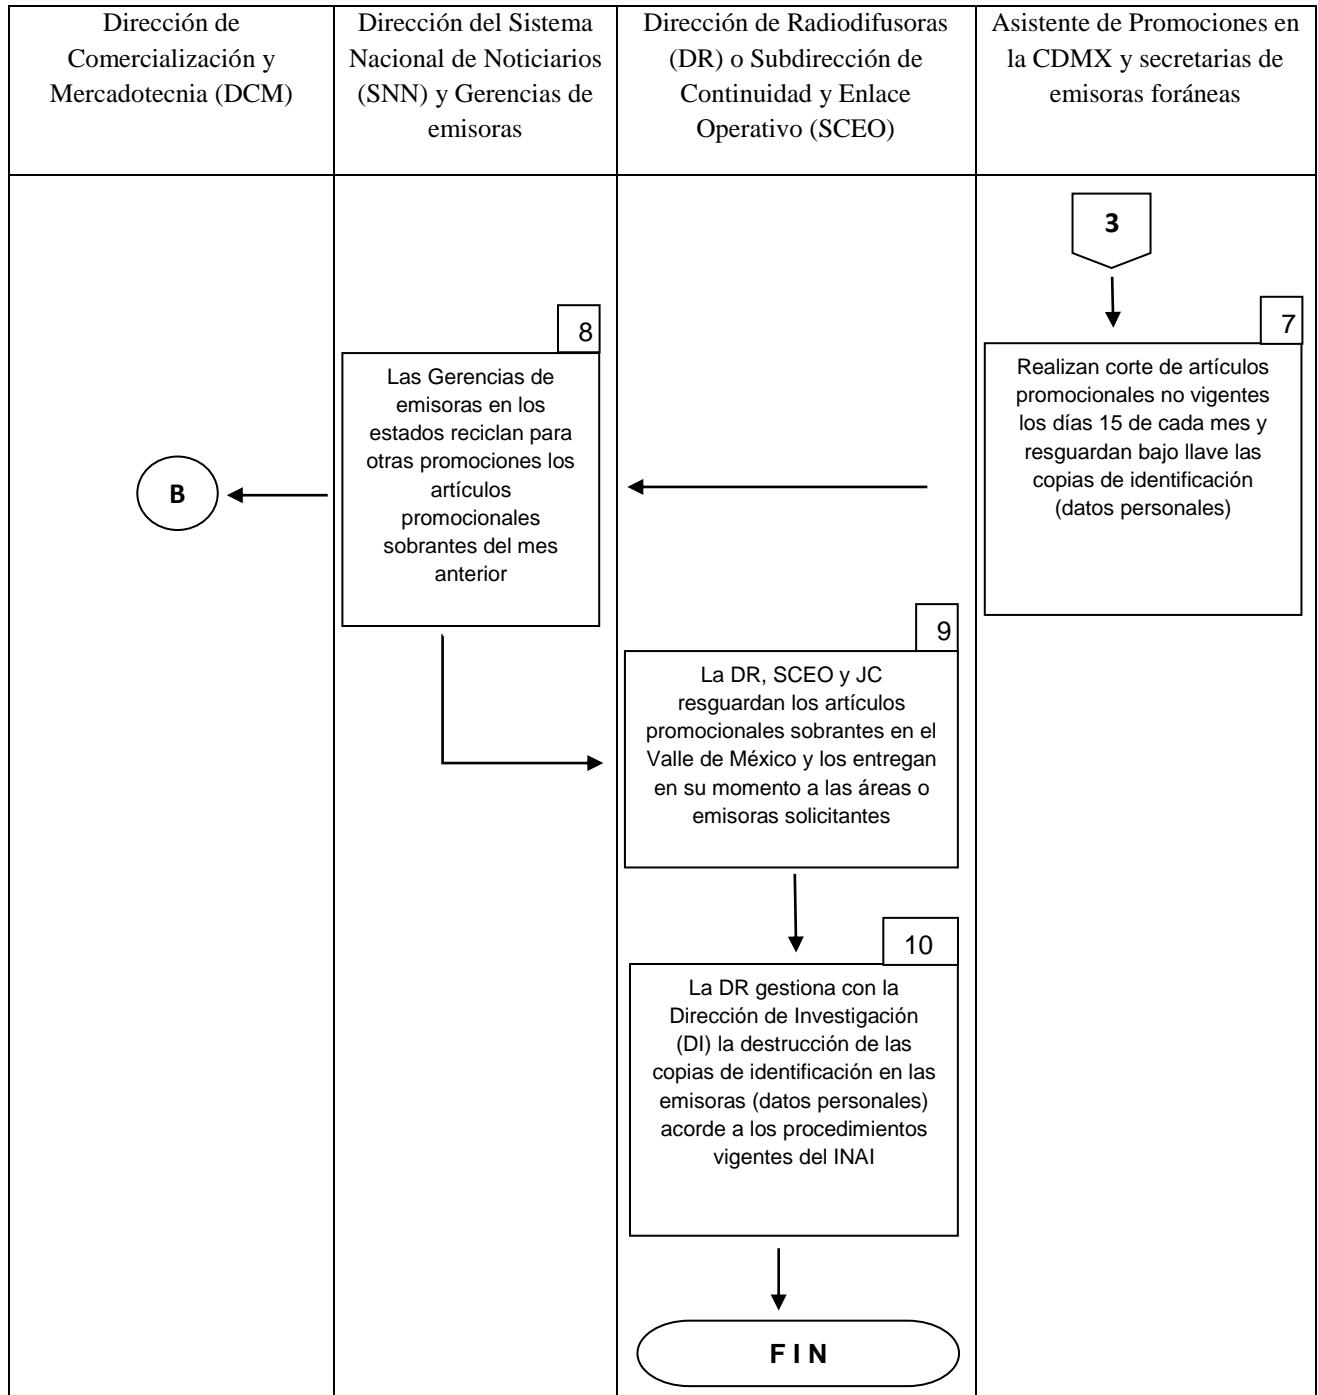 Dirección de
Comercialización y
Mercadotecnia (DCM)
Dirección del Sistema
Nacional de Noticiarios
(SNN) y Gerencias de
emisoras
Dirección de Radiodifusoras
(DR) o Subdirección de
Continuidad y Enlace
Operativo (SCEO)
Asistente de Promociones en
la CDMX y secretarias de
emisoras foráneas
3
7
Realizan corte de artículos
promocionales no vigentes
los días 15 de cada mes y
resguardan bajo llave las
copias de identificación
(datos personales)
8
Las Gerencias de
emisoras en los
estados reciclan para
otras promociones los
artículos
promocionales
sobrantes del mes
anterior
B
9
La DR, SCEO y JC
resguardan los artículos
promocionales sobrantes en el
Valle de México y los entregan
en su momento a las áreas o
emisoras solicitantes
10
La DR gestiona con la
Dirección de Investigación
(DI) la destrucción de las
copias de identificación en las
emisoras (datos personales)
acorde a los procedimientos
vigentes del INAI
F I N